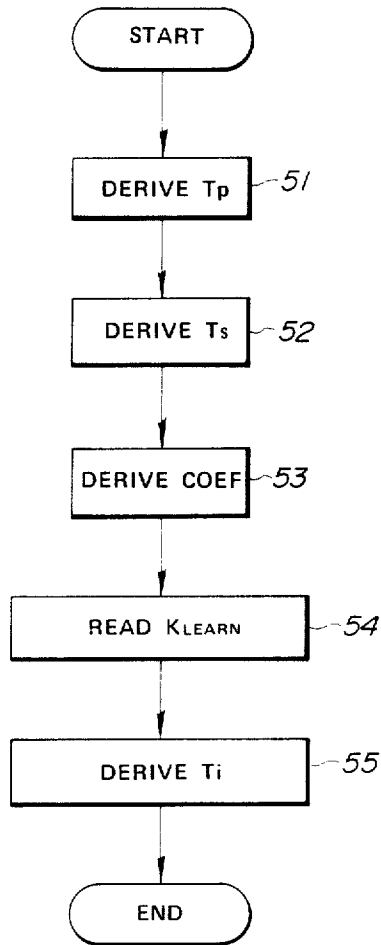 START
DERIVE Tp
51
DERIVE Ts
52
DERIVE COEF
53
READ KLEARN
54
DERIVE Ti
55
END